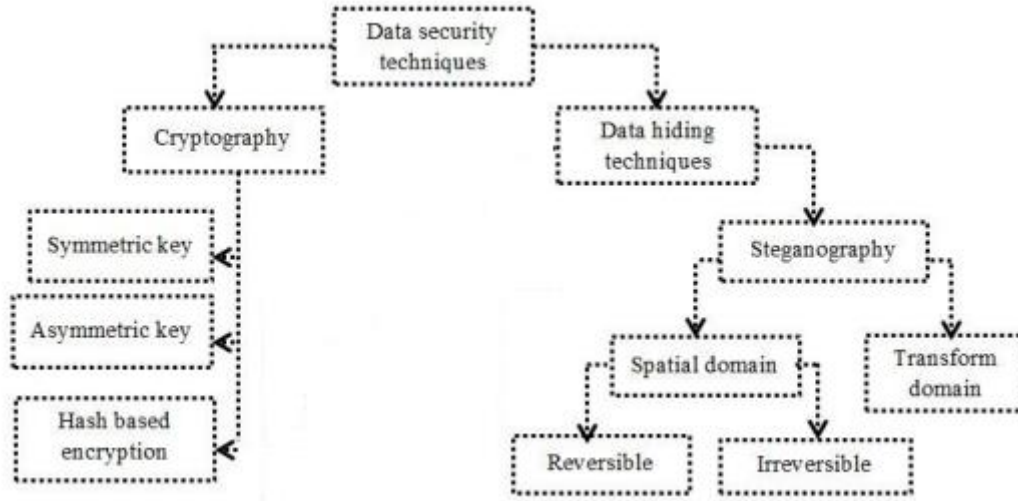 Data security
techniques
Cryptography
Data hiding
techniques
Symmetric key
Steganography
Asymmetric key
Spatial domain
Transform
domain
Hash based
encryption
Reversible
Irreversible